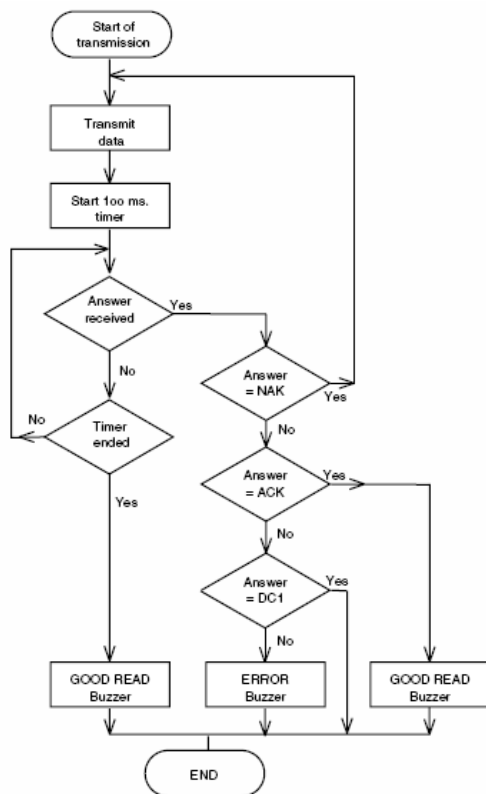 Start of
transmission
Transmit
data
Start 1oo ms.
timer
Answer
received
Yes
No
Answer
= NAK
Yes
No
Timer
ended
No
Yes
Answer
= ACK
Yes
No
Answer
= DC1
Yes
No
GOOD READ
Buzzer
ERROR
Buzzer
GOOD READ
Buzzer
END